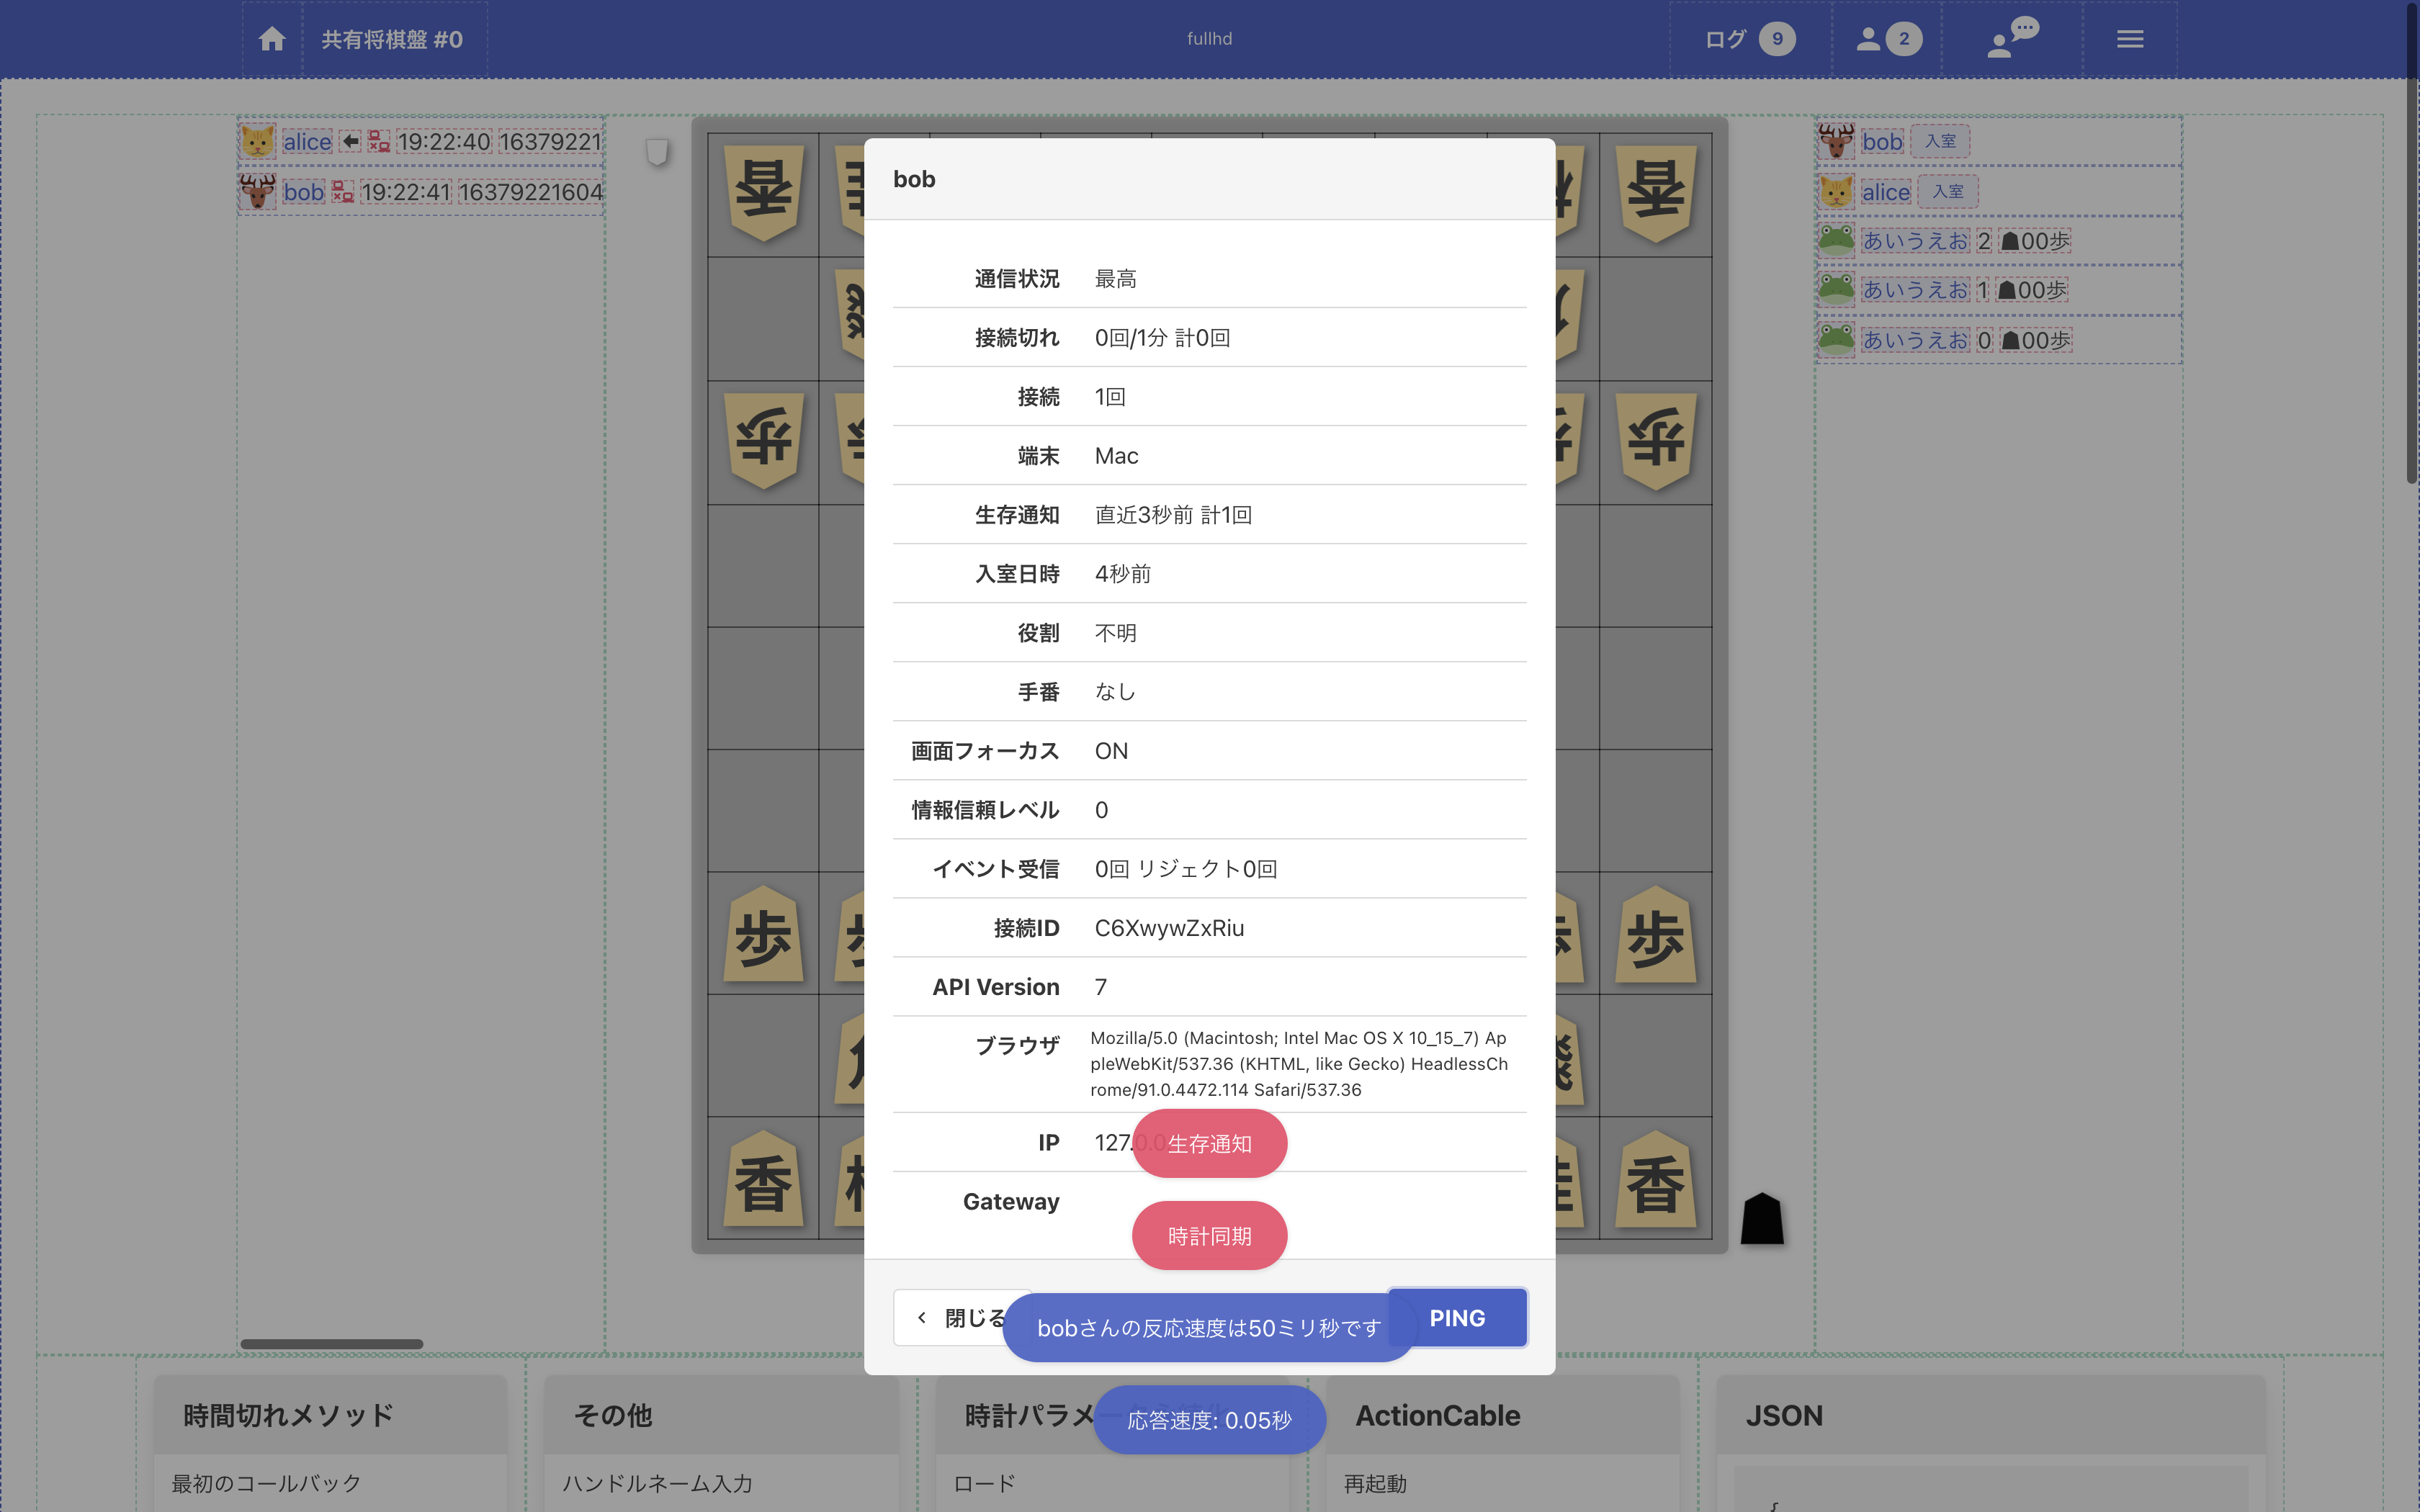 共有将棋盤 #0
fullhd
ログ 9
2
alice 19:22:40 16379221
bob 19:22:41 16379221604
bob 入室
alice 入室
あいうえお 2 ☗00歩
あいうえお 1 ☗00歩
あいうえお 0 ☗00歩
香
香
歩
歩
歩
歩
香
香
bob
通信状況 最高
接続切れ 0回/1分 計0回
接続 1回
端末 Mac
生存通知 直近3秒前 計1回
入室日時 4秒前
役割 不明
手番 なし
画面フォーカス ON
情報信頼レベル 0
イベント受信 0回 リジェクト0回
接続ID C6XwywZxRiu
API Version 7
ブラウザ Mozilla/5.0 (Macintosh; Intel Mac OS X 10_15_7) Ap
pleWebKit/537.36 (KHTML, like Gecko) HeadlessCh
rome/91.0.4472.114 Safari/537.36
IP 127.0.0
生存通知
Gateway
時計同期
閉じる
bobさんの反応速度は50ミリ秒です
PING
応答速度: 0.05秒
時間切れメソッド
その他
時計パラメ
ActionCable
JSON
最初のコールバック
ハンドルネーム入力
ロード
再起動
{